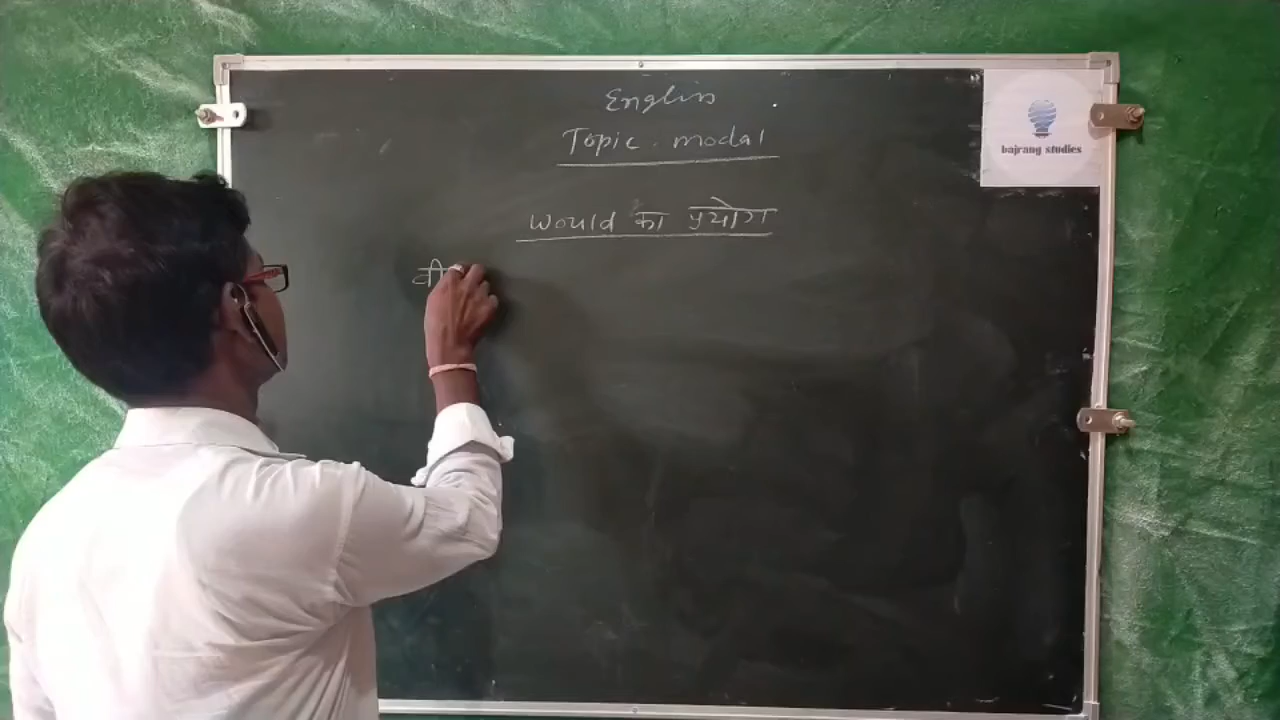 English
Topic. modal
bajrang studies
would का प्रयोग